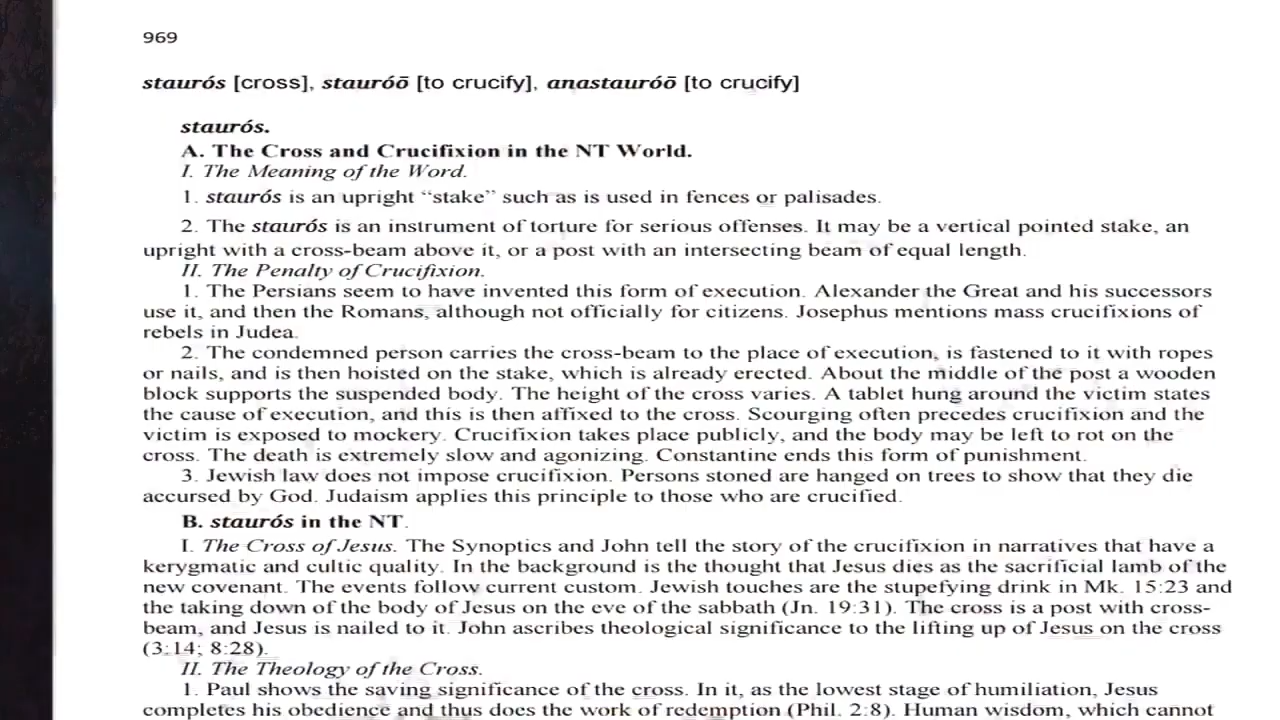 969
staurós [cross], stauróō [to crucify], anastauróō [to crucify]
staurós.
A. The Cross and Crucifixion in the NT World.
I. The Meaning of the Word.
1. staurós is an upright “stake” such as is used in fences or palisades.
2. The staurós is an instrument of torture for serious offenses. It may be a vertical pointed stake, an
upright with a cross-beam above it, or a post with an intersecting beam of equal length.
II. The Penalty of Crucifixion.
1. The Persians seem to have invented this form of execution. Alexander the Great and his successors
use it, and then the Romans, although not officially for citizens. Josephus mentions mass crucifixions of
rebels in Judea.
2. The condemned person carries the cross-beam to the place of execution, is fastened to it with ropes
or nails, and is then hoisted on the stake, which is already erected. About the middle of the post a wooden
block supports the suspended body. The height of the cross varies. A tablet hung around the victim states
the cause of execution, and this is then affixed to the cross. Scourging often precedes crucifixion and the
victim is exposed to mockery. Crucifixion takes place publicly, and the body may be left to rot on the
cross. The death is extremely slow and agonizing. Constantine ends this form of punishment.
3. Jewish law does not impose crucifixion. Persons stoned are hanged on trees to show that they die
accursed by God. Judaism applies this principle to those who are crucified.
B. staurós in the NT.
I. The Cross of Jesus. The Synoptics and John tell the story of the crucifixion in narratives that have a
kerygmatic and cultic quality. In the background is the thought that Jesus dies as the sacrificial lamb of the
new covenant. The events follow current custom. Jewish touches are the stupefying drink in Mk. 15:23 and
the taking down of the body of Jesus on the eve of the sabbath (Jn. 19:31). The cross is a post with cross-
beam, and Jesus is nailed to it. John ascribes theological significance to the lifting up of Jesus on the cross
(3:14; 8:28).
II. The Theology of the Cross.
1. Paul shows the saving significance of the cross. In it, as the lowest stage of humiliation, Jesus
completes his obedience and thus does the work of redemption (Phil. 2:8). Human wisdom, which cannot